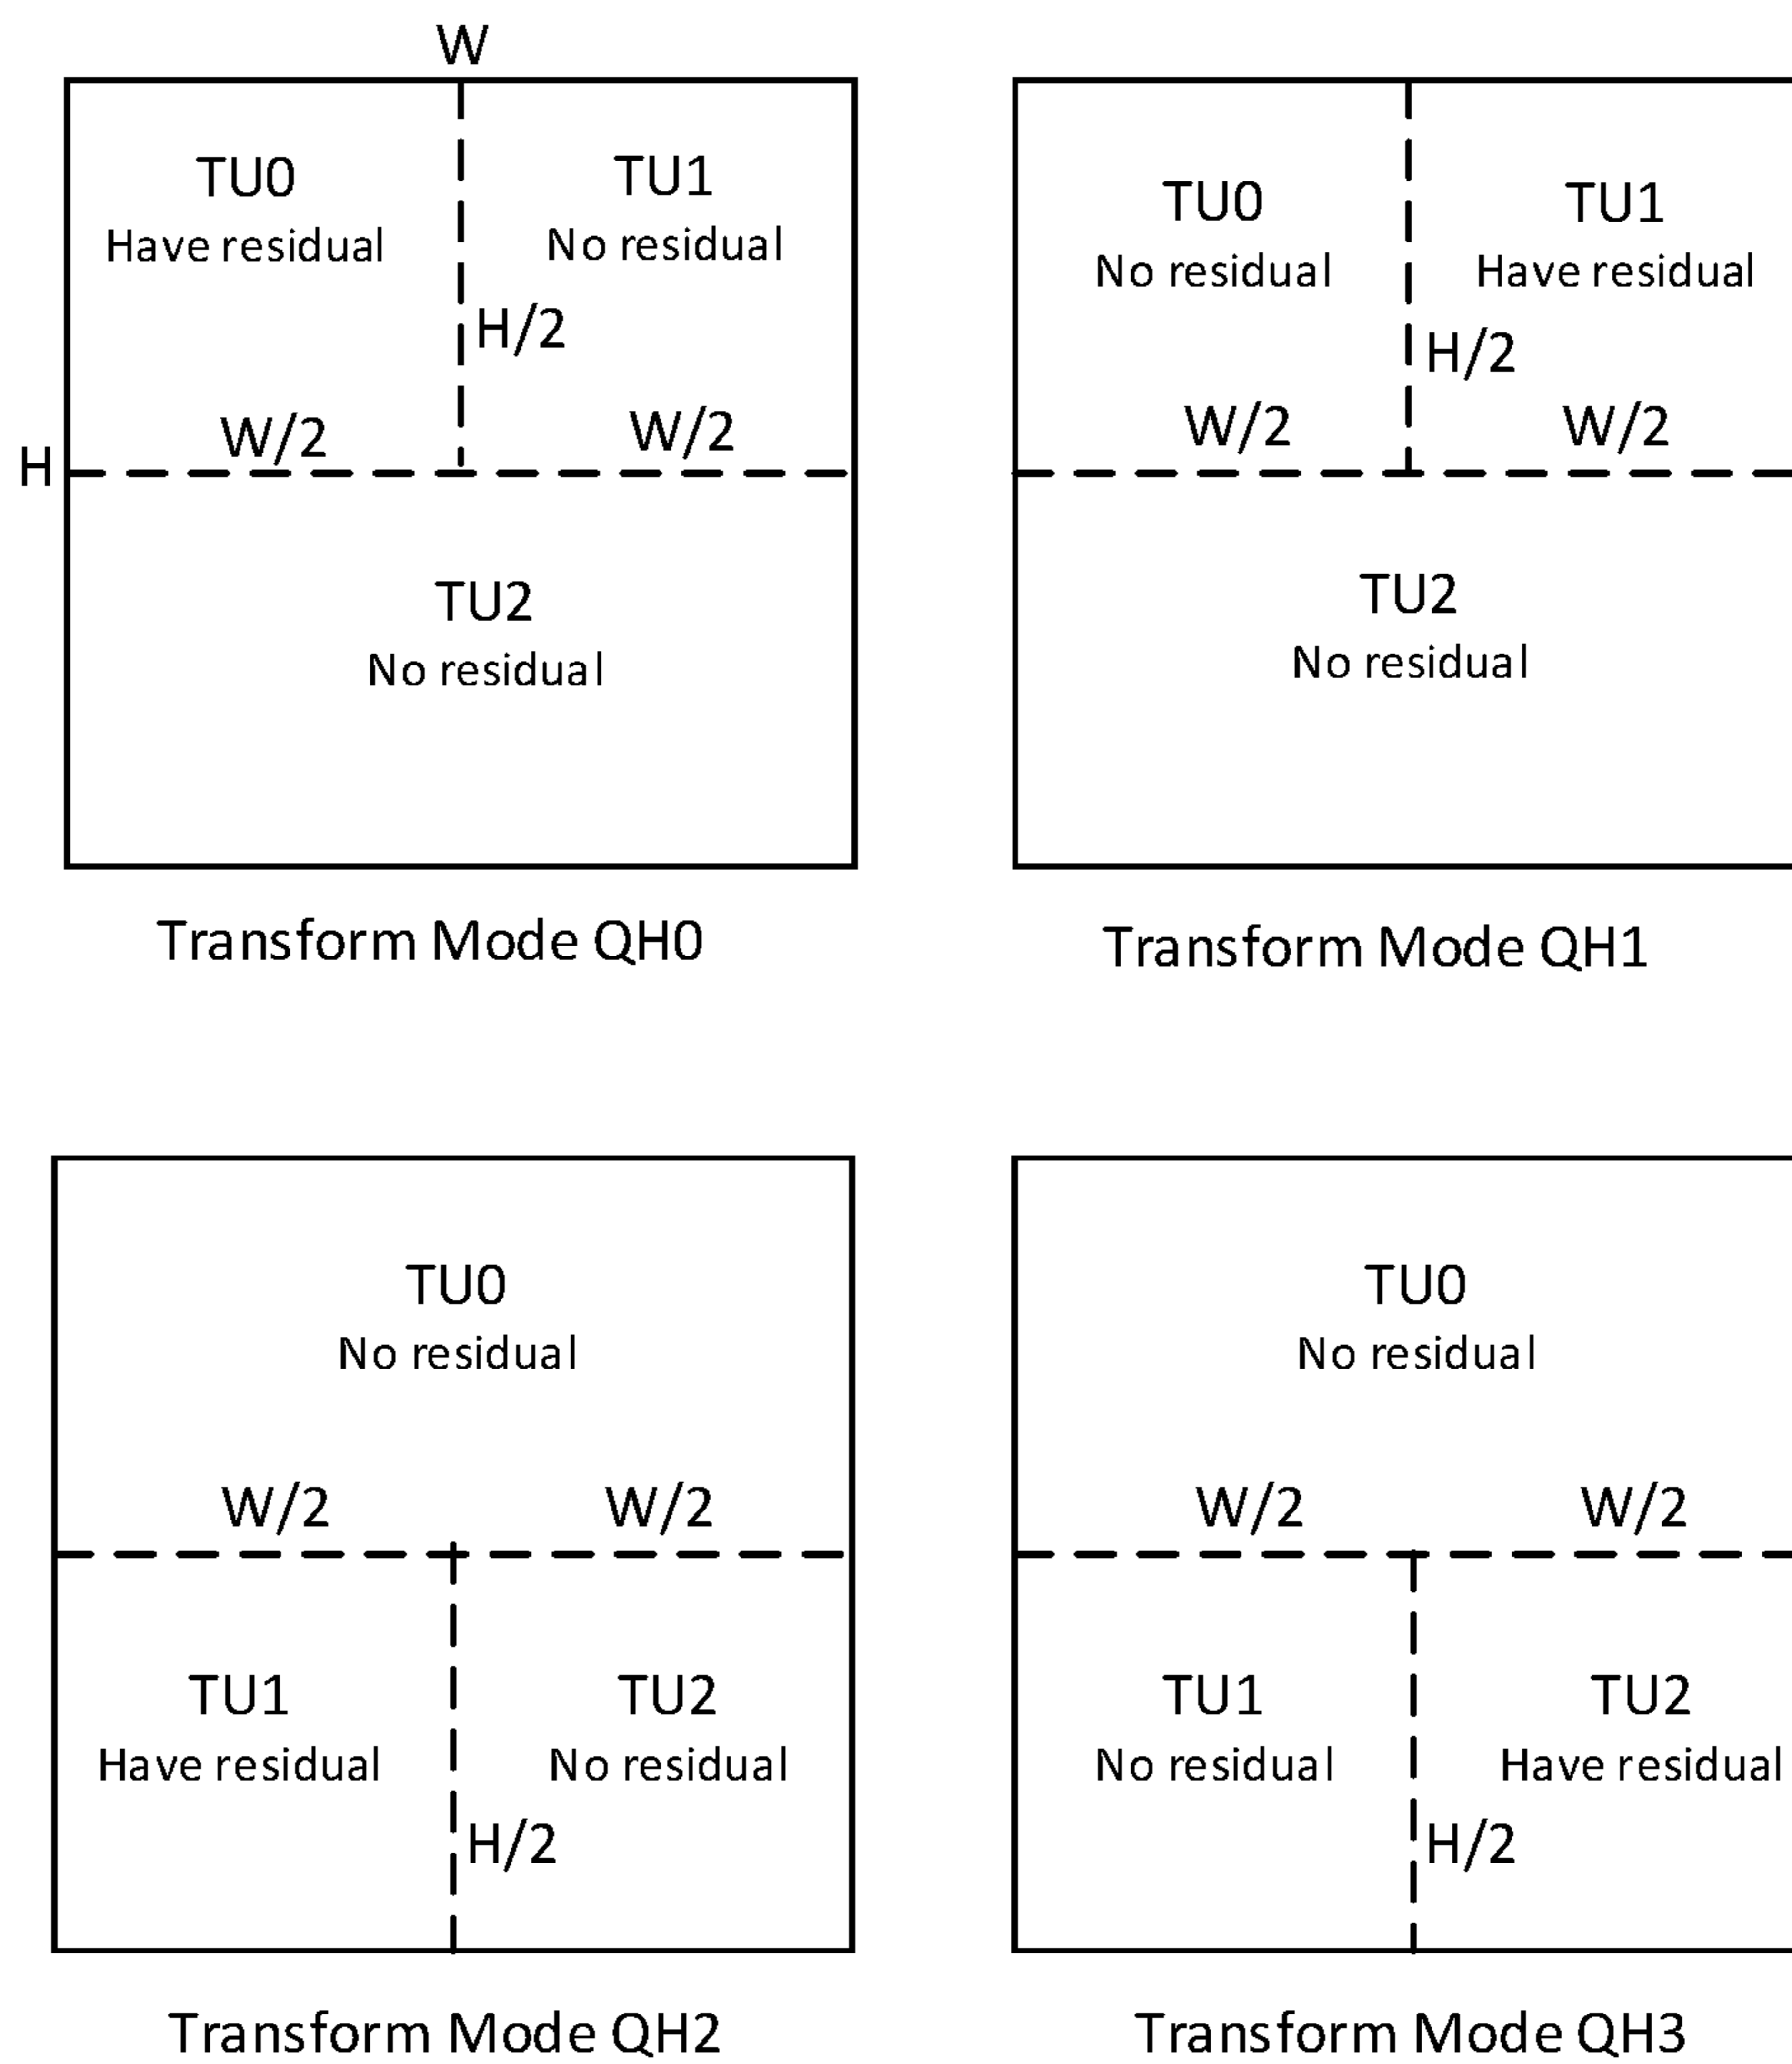 W
TU0
Have residual
TU1
No residual
H/2
W/2
W/2
H
TU2
No residual
Transform Mode QH0
TU0
No residual
TU1
Have residual
H/2
W/2
W/2
TU2
No residual
Transform Mode QH1
TU0
No residual
W/2
W/2
TU1
Have residual
TU2
No residual
H/2
Transform Mode QH2
TU0
No residual
W/2
W/2
TU1
No residual
TU2
Have residual
H/2
Transform Mode QH3